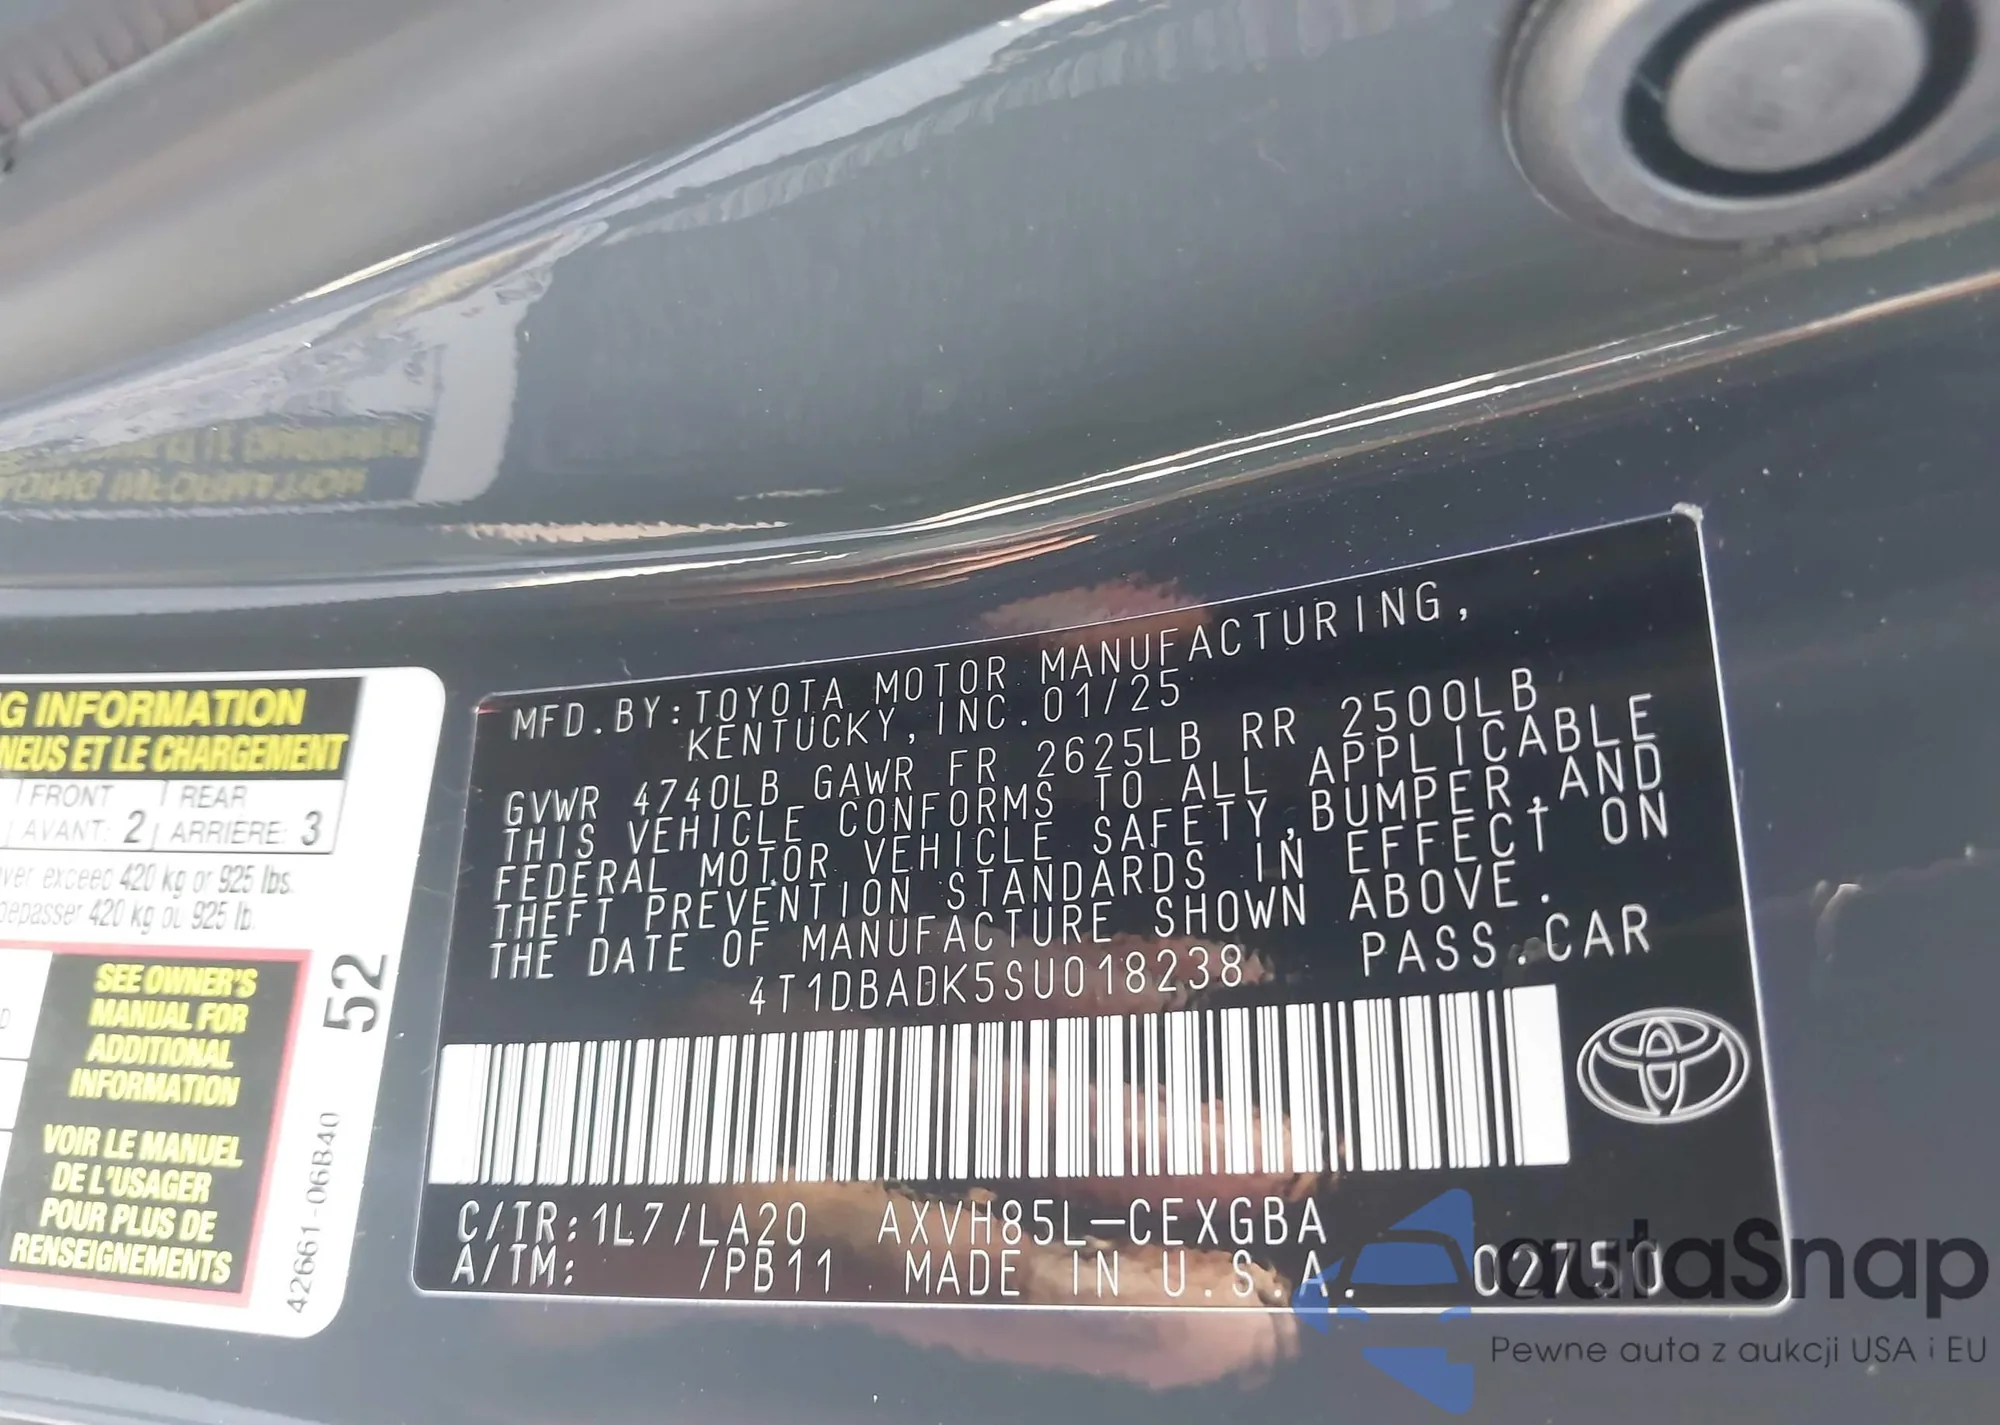 G INFORMATION
NEUS ET LE CHARGEMENT
FRONT REAR
AVANT: 2 ARRIÈRE: 3
ver exceed 420 kg or 925 lbs.
depasser 420 kg ou 925 lb.
SEE OWNER'S
MANUAL FOR
ADDITIONAL
INFORMATION
VOIR LE MANUEL
DE L'USAGER
POUR PLUS DE
RENSEIGNEMENTS
52
42661-06B40
MFD.BY:TOYOTA MOTOR MANUFACTURING,
KENTUCKY, INC.01/25
GVWR 4740LB GAWR FR 2625LB RR 2500LB
THIS VEHICLE CONFORMS TO ALL APPLICABLE
FEDERAL MOTOR VEHICLE SAFETY,BUMPER,AND
THEFT PREVENTION STANDARDS IN EFFECT ON
THE DATE OF MANUFACTURE SHOWN ABOVE.
4T1DBADK5SU018238 PASS.CAR
C/TR:1L7/LA20 AXVH85L-CEXGBA
A/TM: /PB11 MADE IN U.S.A. 02750
autaSnap
Pewne auta z aukcji USA i EU